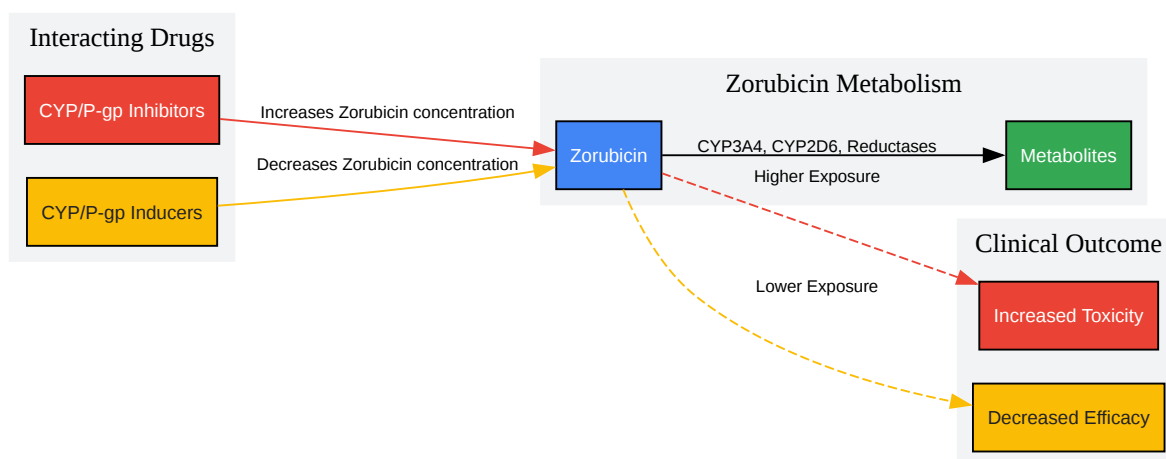 Interacting Drugs
CYP/P-gp Inhibitors
CYP/P-gp Inducers
Increases Zorubicin concentration
Decreases Zorubicin concentration
Zorubicin Metabolism
Zorubicin
CYP3A4, CYP2D6, Reductases
Metabolites
Higher Exposure
Lower Exposure
Clinical Outcome
Increased Toxicity
Decreased Efficacy